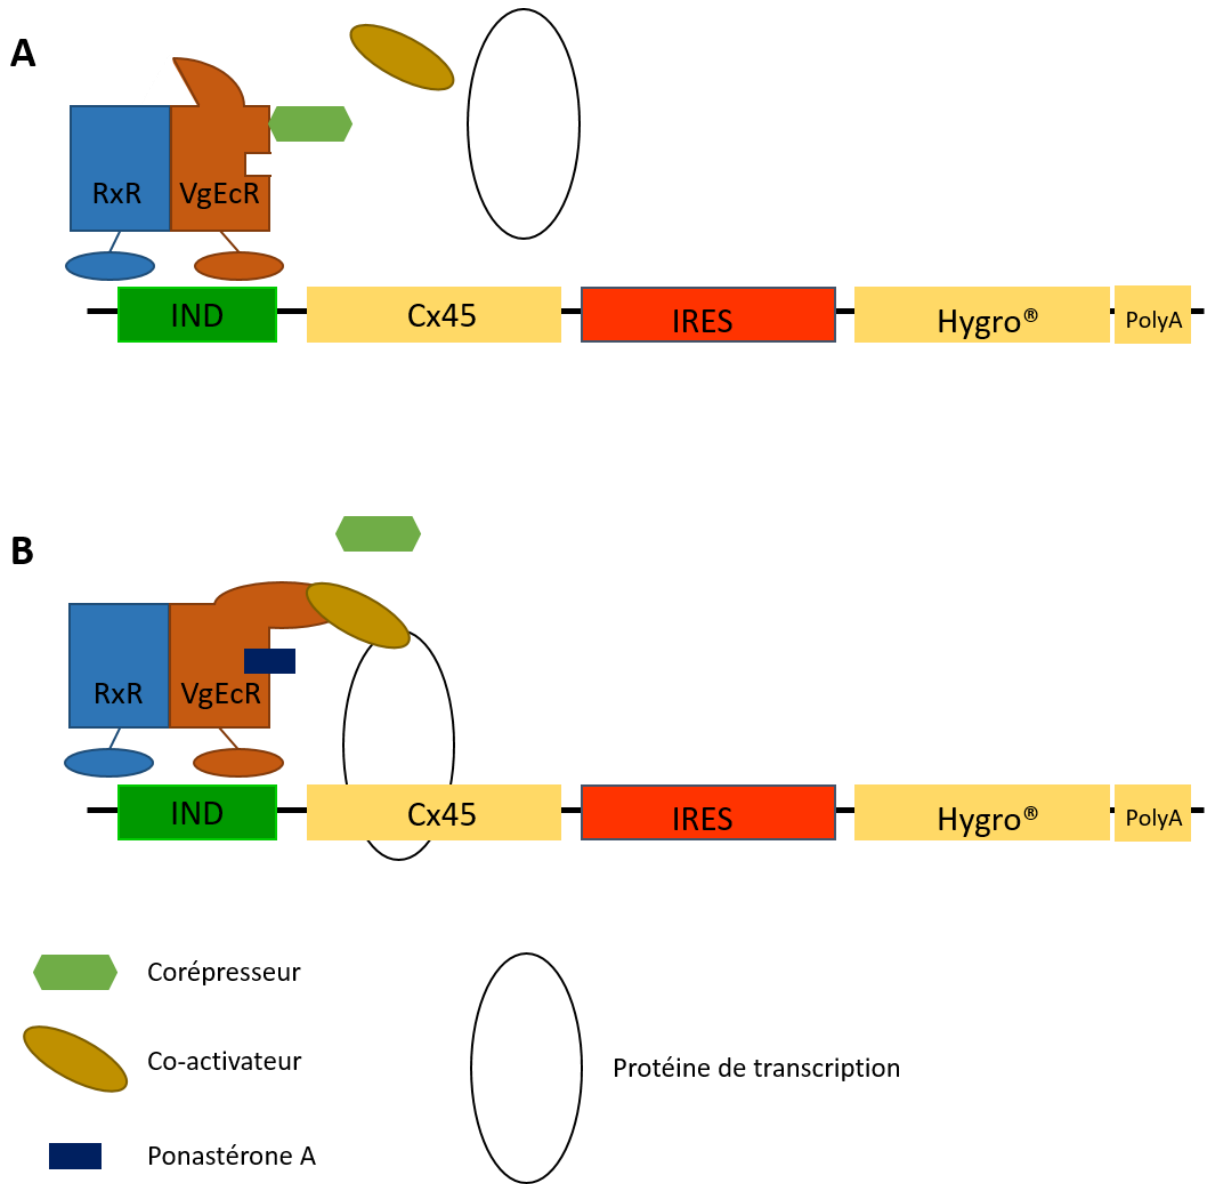 A
RxR VgEcR
IND Cx45 IRES Hygro® PolyA
B
RxR VgEcR
IND Cx45 IRES Hygro® PolyA
Corépresseur
Co-activateur
Protéine de transcription
Ponastérone A